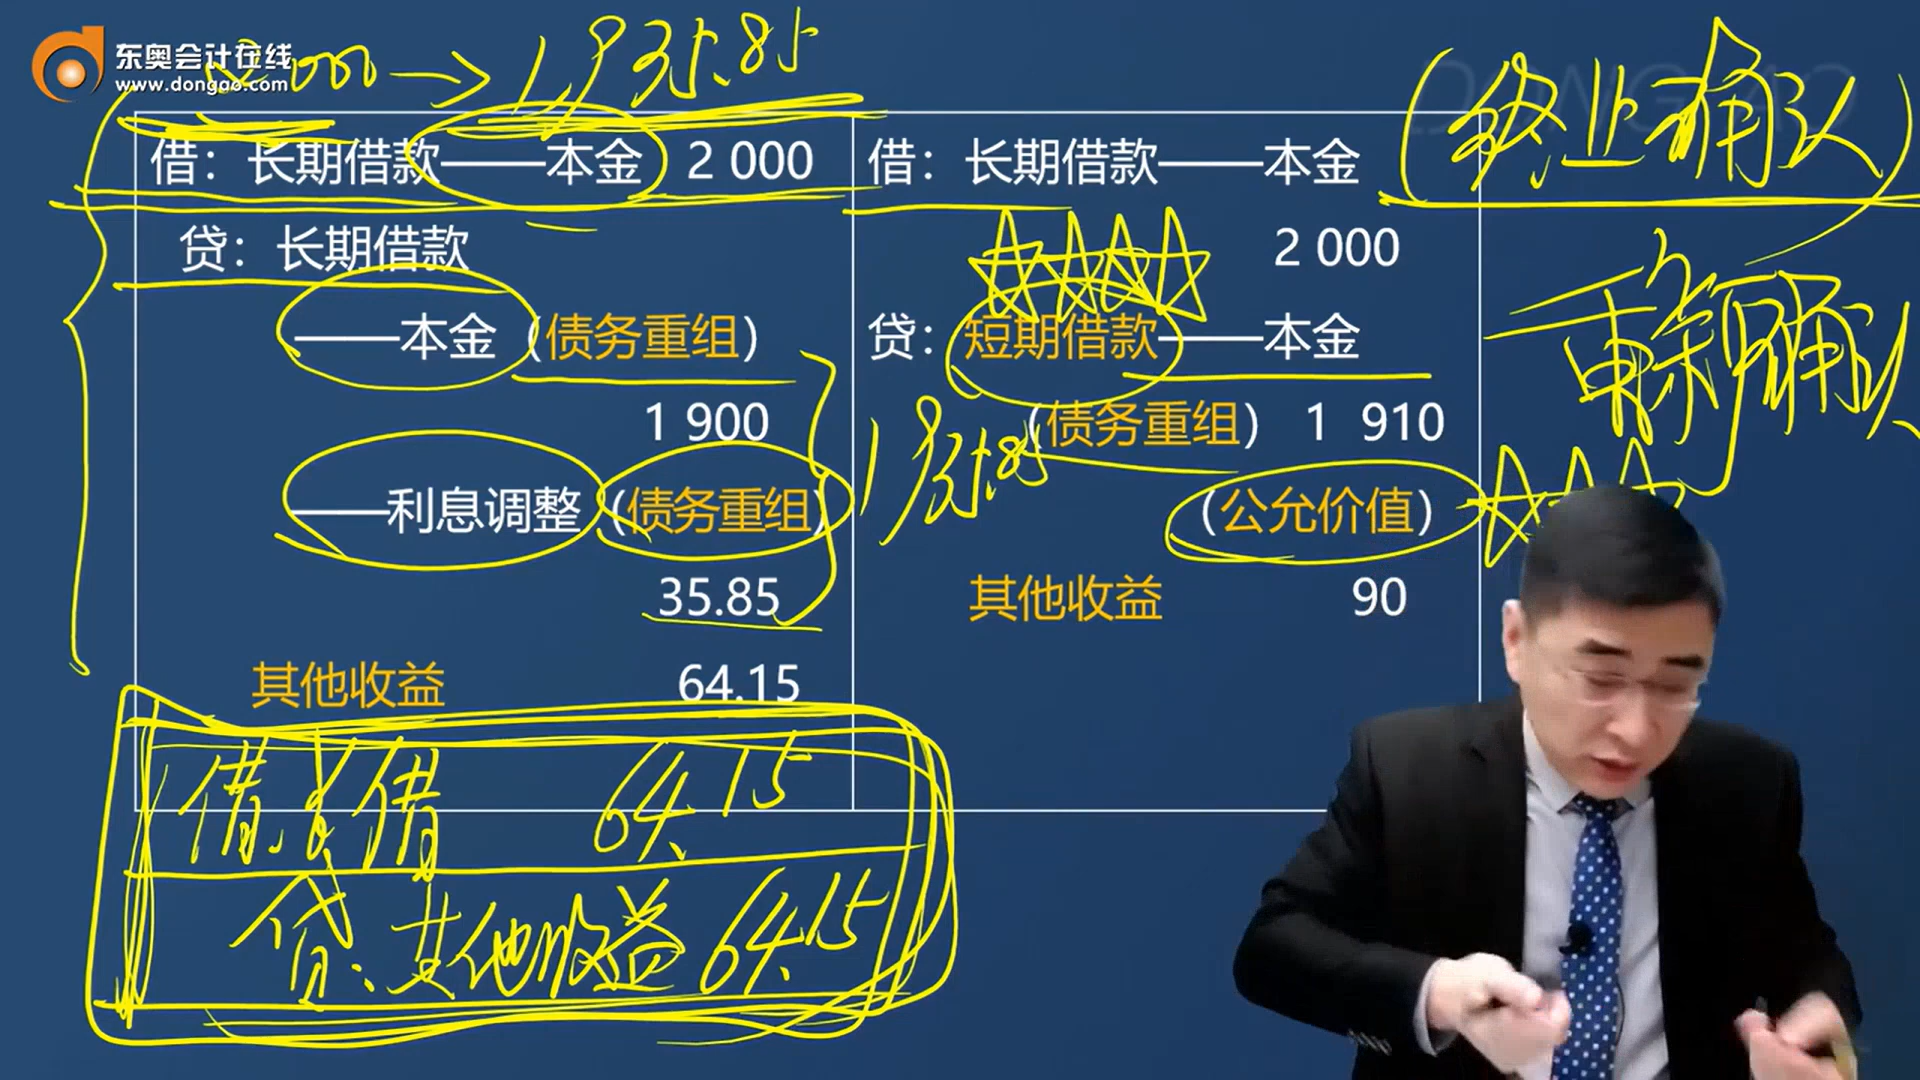 东奥会计在线
www.dongao.com
2000→1,935.85
(终止确认)
借：长期借款——本金 2 000
贷：长期借款
——本金（债务重组）
1 900
——利息调整（债务重组）
35.85
其他收益 64.15
借：长借 64.15
贷：其他收益 64.15
借：长期借款——本金
2 000
贷：短期借款——本金
（债务重组） 1 910
1935.85
（公允价值）
其他收益 90
重新确认